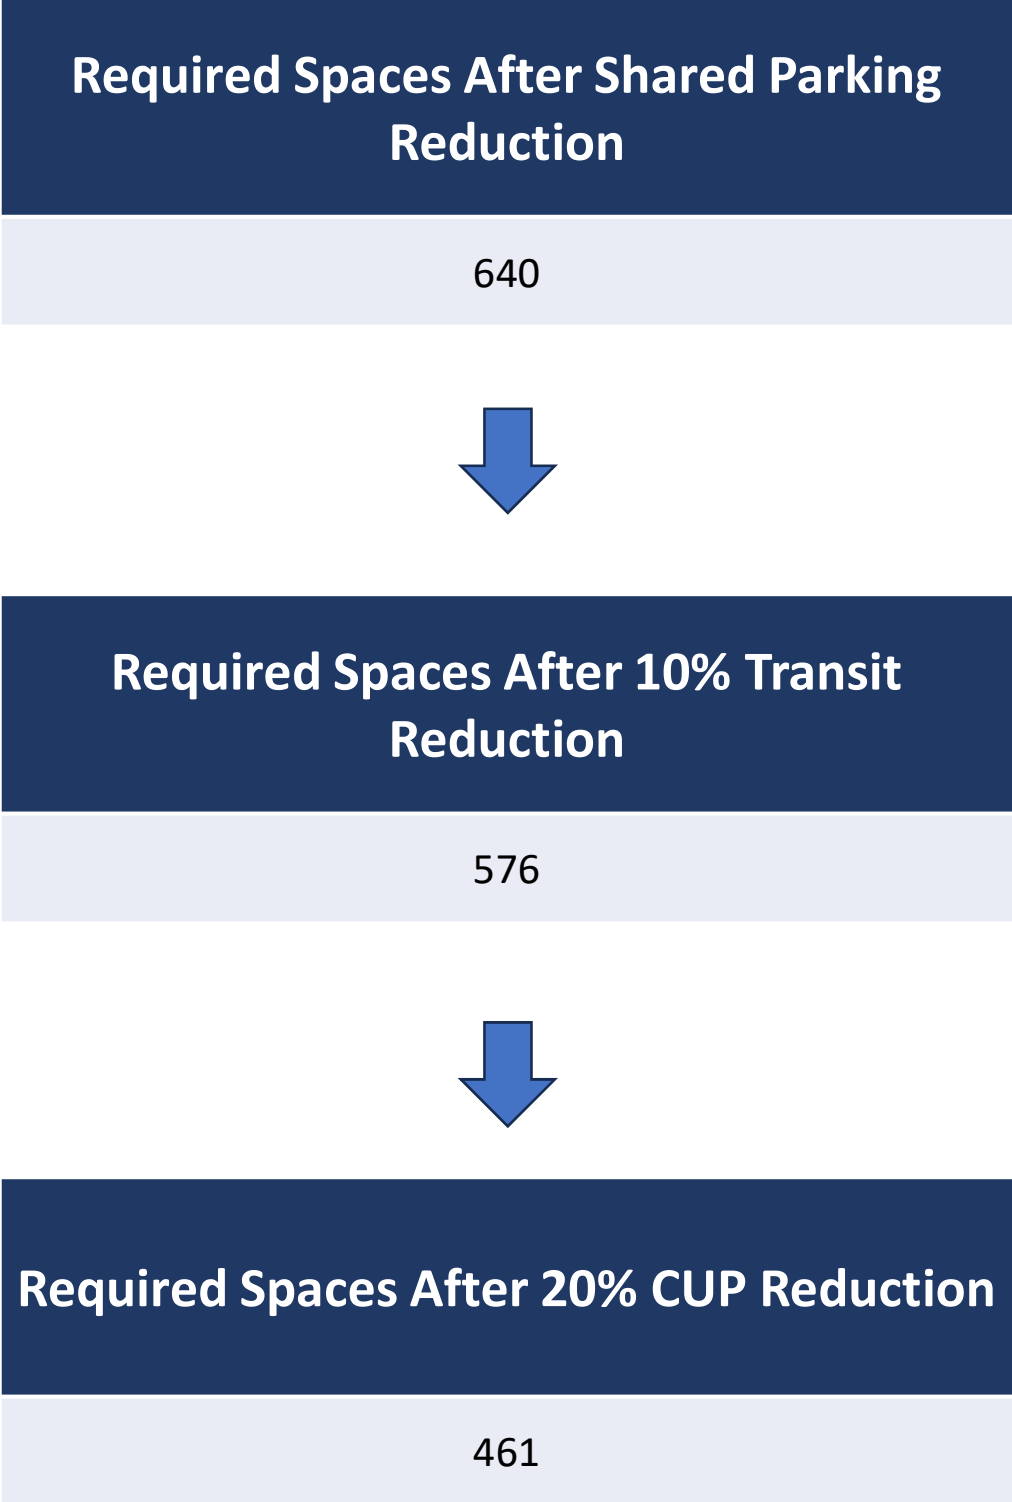 Required Spaces After Shared Parking
Reduction
640
Required Spaces After 10% Transit
Reduction
576
Required Spaces After 20% CUP Reduction
461